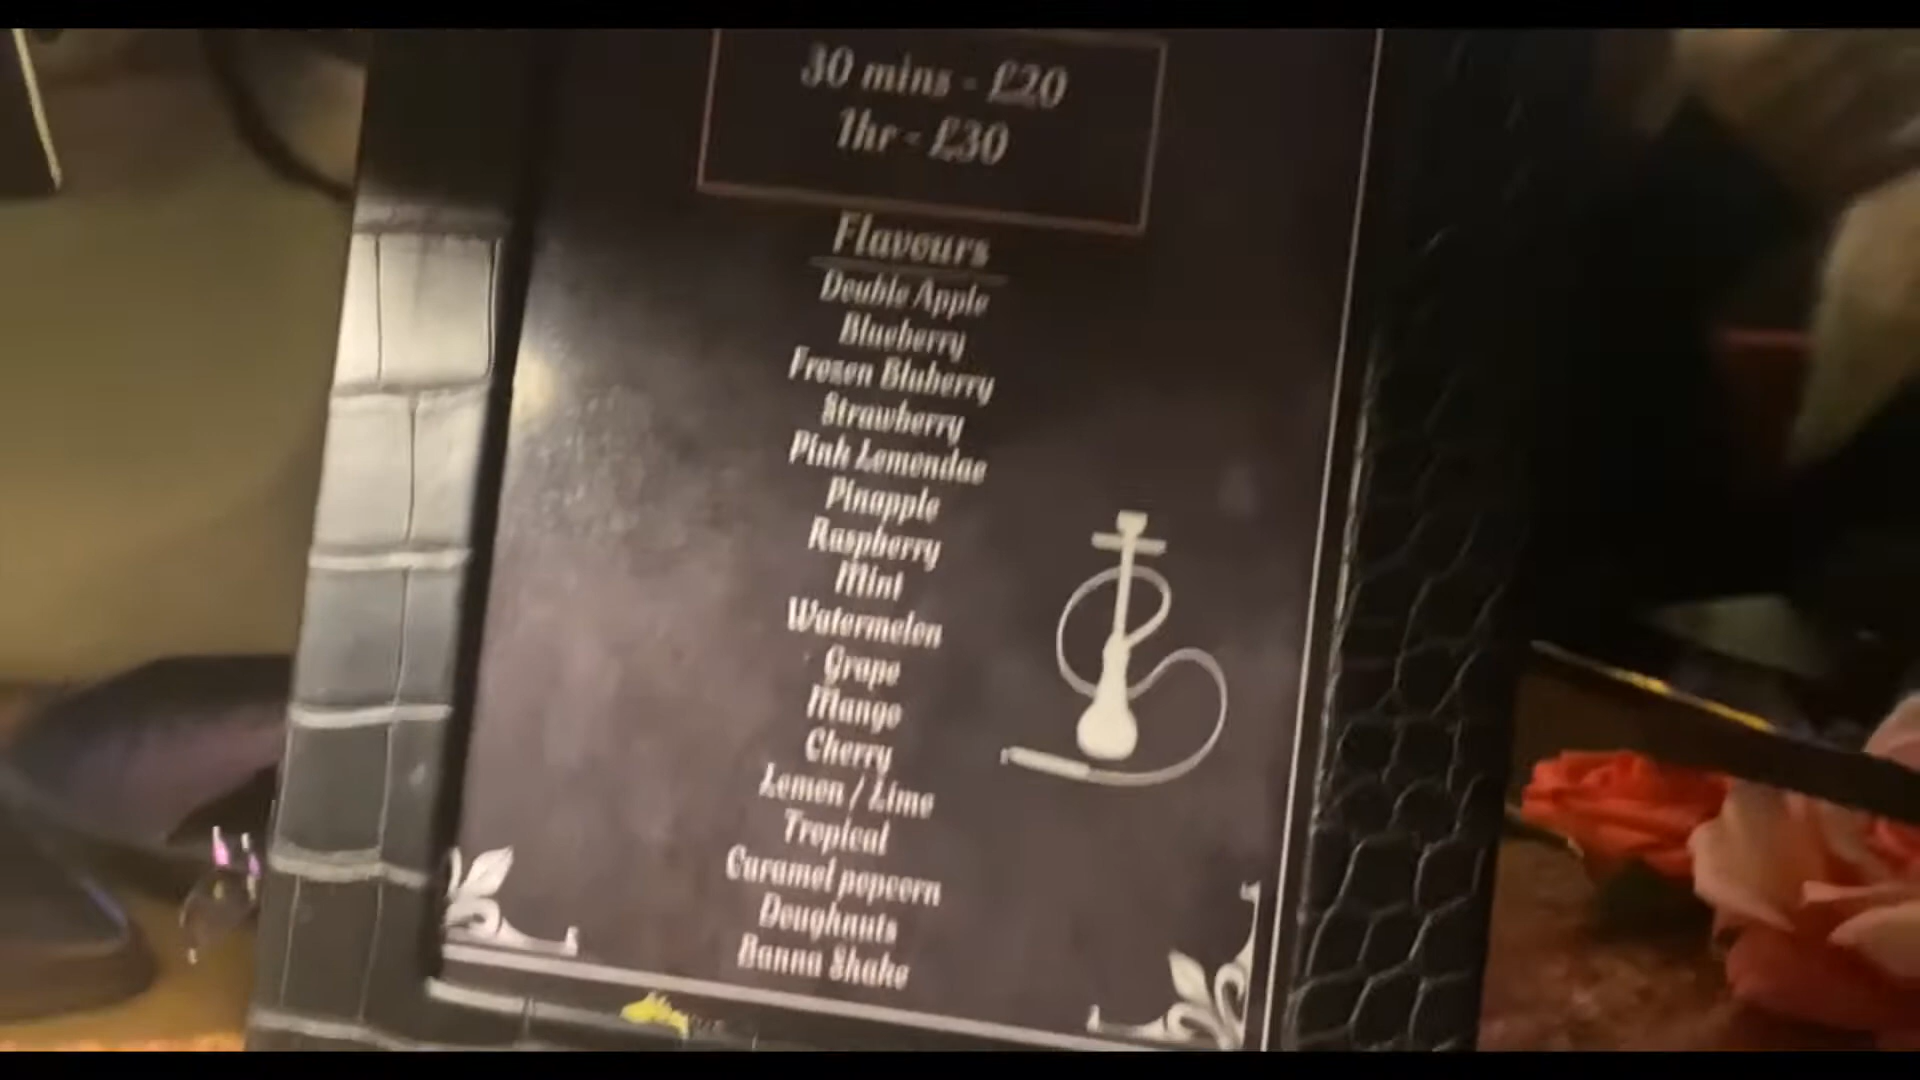 30 mins - £20
1hr - £30
Flavours
Double Apple
Blueberry
Frozen Bluberry
Strawberry
Pink Lemondae
Pinapple
Raspberry
Mint
Watermelon
Grape
Mango
Cherry
Lemon / Lime
Tropical
Caramel popcorn
Doughnuts
Banna Shake